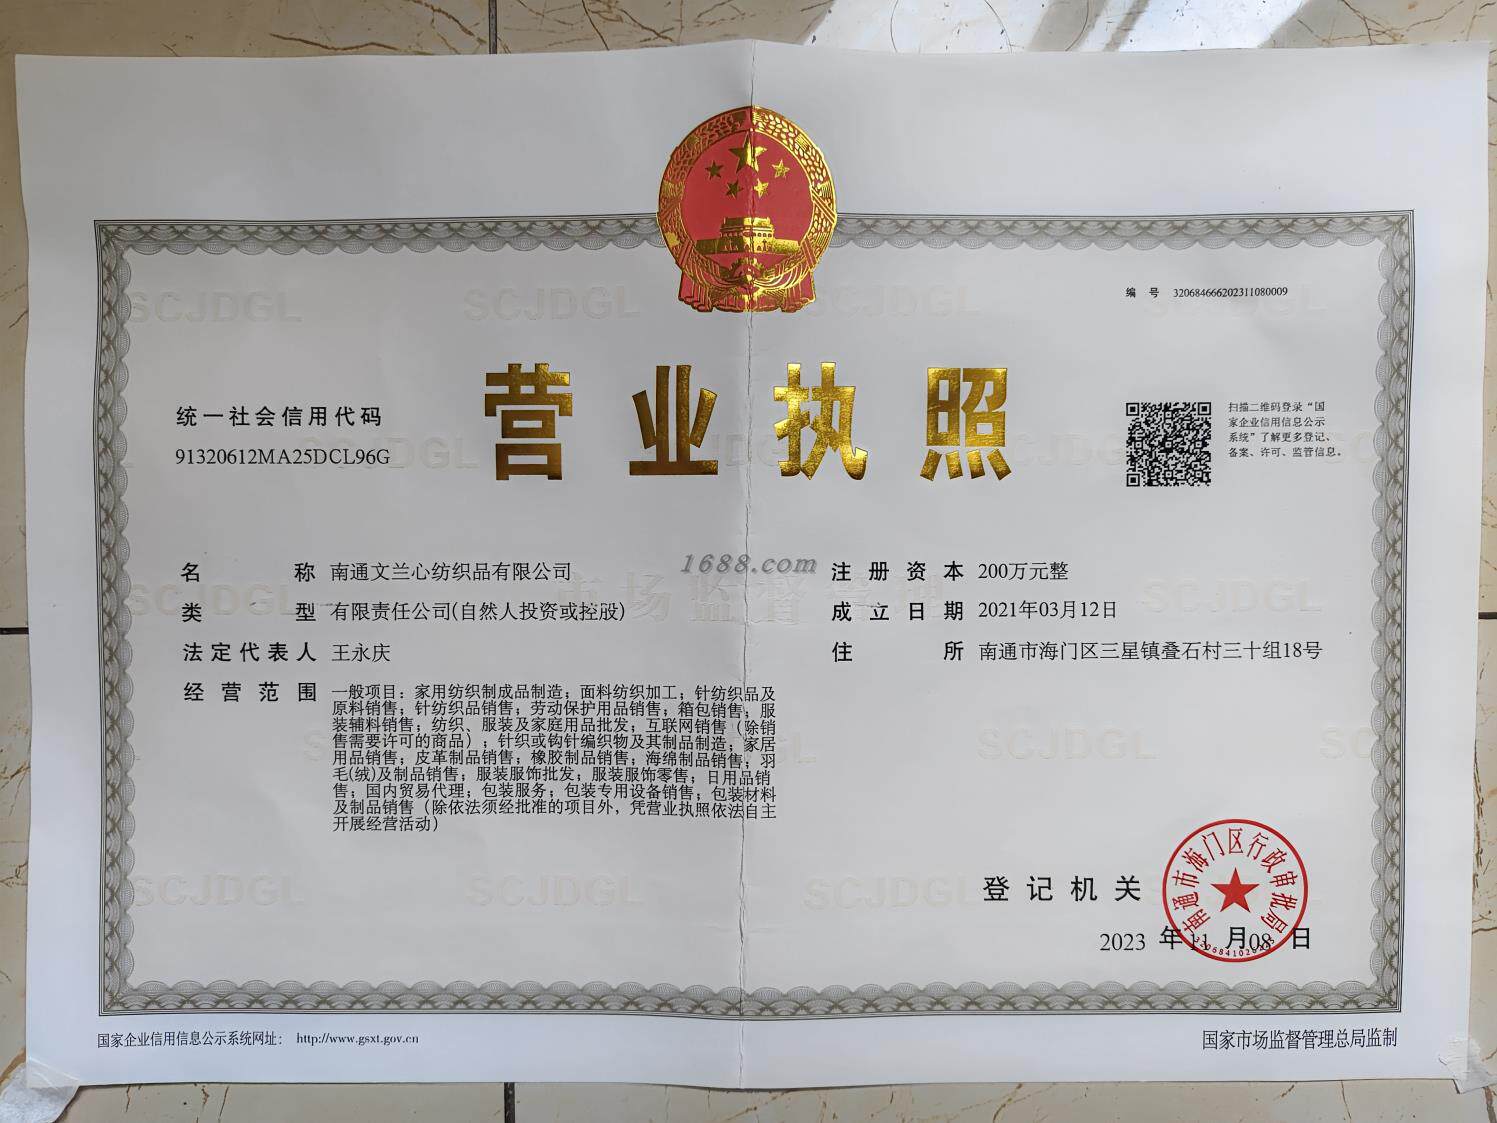 编 号 320684666202311080009
营业执照
统一社会信用代码
91320612MA25DCL96G
扫描二维码登录“国
家企业信用信息公示
系统”了解更多登记、
备案、许可、监管信息。
1688.com
名 称 南通文兰心纺织品有限公司
类 型 有限责任公司(自然人投资或控股)
法定代表人 王永庆
经营范围 一般项目：家用纺织制成品制造；面料纺织加工；针纺织品及
原料销售；针纺织品销售；劳动保护用品销售；箱包销售；服
装辅料销售；纺织、服装及家庭用品批发；互联网销售（除销
售需要许可的商品）；针织或钩针编织物及其制品制造；家居
用品销售；皮革制品销售；橡胶制品销售；海绵制品销售；羽
毛(绒)及制品销售；服装服饰批发；服装服饰零售；日用品销
售；国内贸易代理；包装服务；包装专用设备销售；包装材料
及制品销售（除依法须经批准的项目外，凭营业执照依法自主
开展经营活动）
注册资本 200万元整
成立日期 2021年03月12日
住 所 南通市海门区三星镇叠石村三十组18号
市场监督管理
SCJDGL
登记机关
南通市海门区行政审批局
2023 年 11 月 08 日
国家企业信用信息公示系统网址： http://www.gsxt.gov.cn
国家市场监督管理总局监制